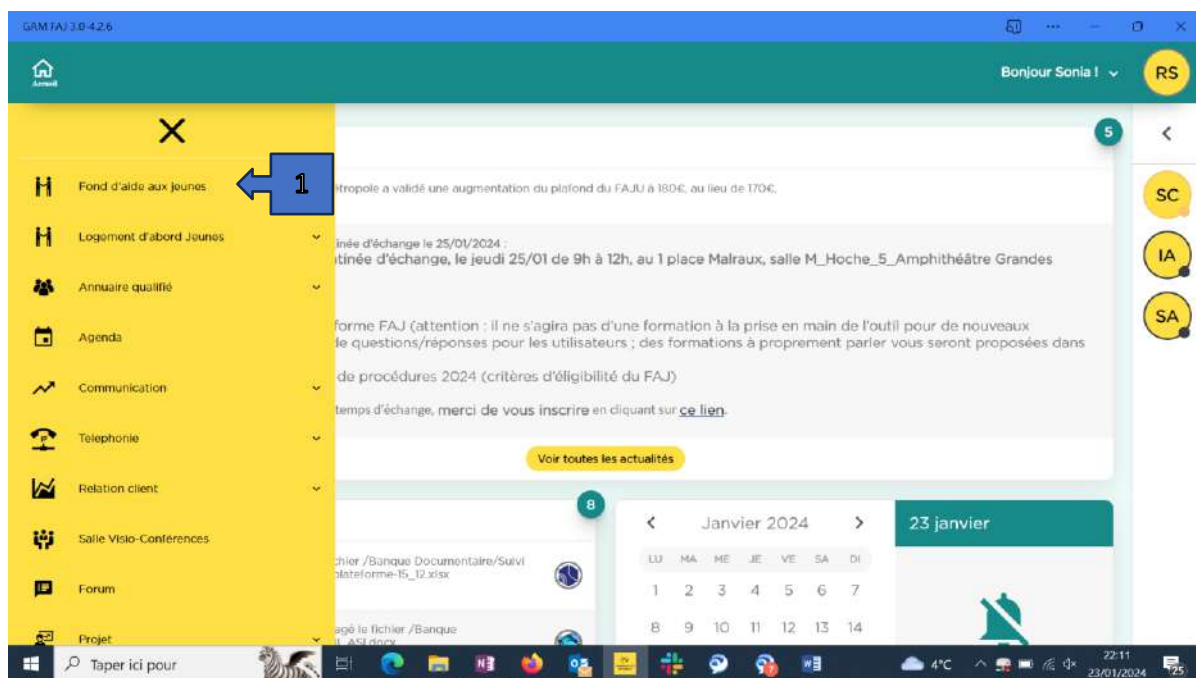 GAM FAJ 3.0-4.2.6
Accueil
Bonjour Sonia !
RS
5
Fond d'aide aux jeunes
1
étropole a validé une augmentation du plafond du FAJU à 180€, au lieu de 170€.
SC
Logement d'abord Jeunes
inée d'échange le 25/01/2024 :
tinée d'échange, le jeudi 25/01 de 9h à 12h, au 1 place Malraux, salle M_Hoche_5_Amphithéâtre Grandes
IA
Annuaire qualifié
SA
forme FAJ (attention : il ne s'agira pas d'une formation à la prise en main de l'outil pour de nouveaux
Agenda
de questions/réponses pour les utilisateurs ; des formations à proprement parler vous seront proposées dans
de procédures 2024 (critères d'éligibilité du FAJ)
Communication
temps d'échange, merci de vous inscrire en cliquant sur ce lien.
Telephonie
Voir toutes les actualités
Relation client
8
Janvier 2024
23 janvier
Salle Visio-Conférences
chier /Banque Documentaire/Suivi
plateforme-15_12.xlsx
LU MA ME JE VE SA DI
Forum
1 2 3 4 5 6 7
agé le fichier /Banque
8 9 10 11 12 13 14
Projet
Taper ici pour
4°C
22:11
23/01/2024
25